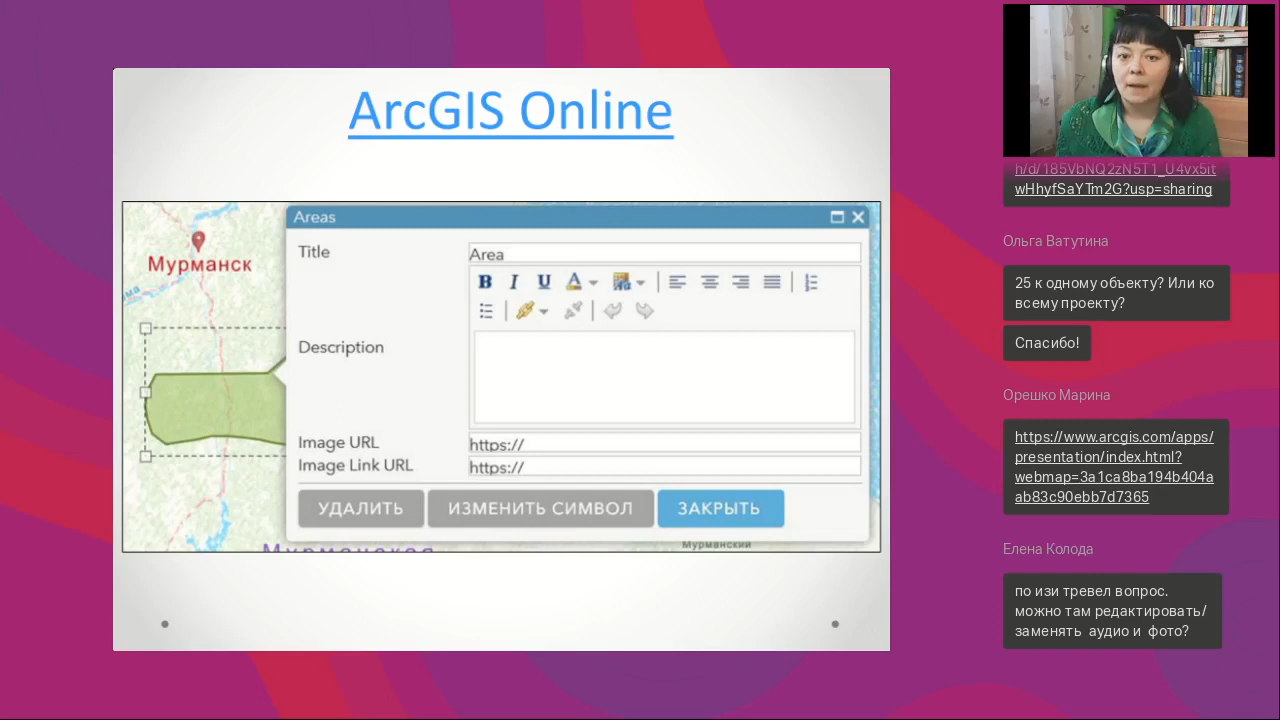 ArcGIS Online
Areas
Мурманск
ма
Title
Area
B I U A
Description
Image URL
https://
Image Link URL
https://
УДАЛИТЬ
ИЗМЕНИТЬ СИМВОЛ
ЗАКРЫТЬ
Мурманская
Мурманский
h/d/185VbNQ2zN5T1_U4vx5it
wHhyfSaYTm2G?usp=sharing
Ольга Ватутина
25 к одному объекту? Или ко
всему проекту?
Спасибо!
Орешко Марина
https://www.arcgis.com/apps/
presentation/index.html?
webmap=3a1ca8ba194b404a
ab83c90ebb7d7365
Елена Колода
по изи тревел вопрос.
можно там редактировать/
заменять  аудио и  фото?